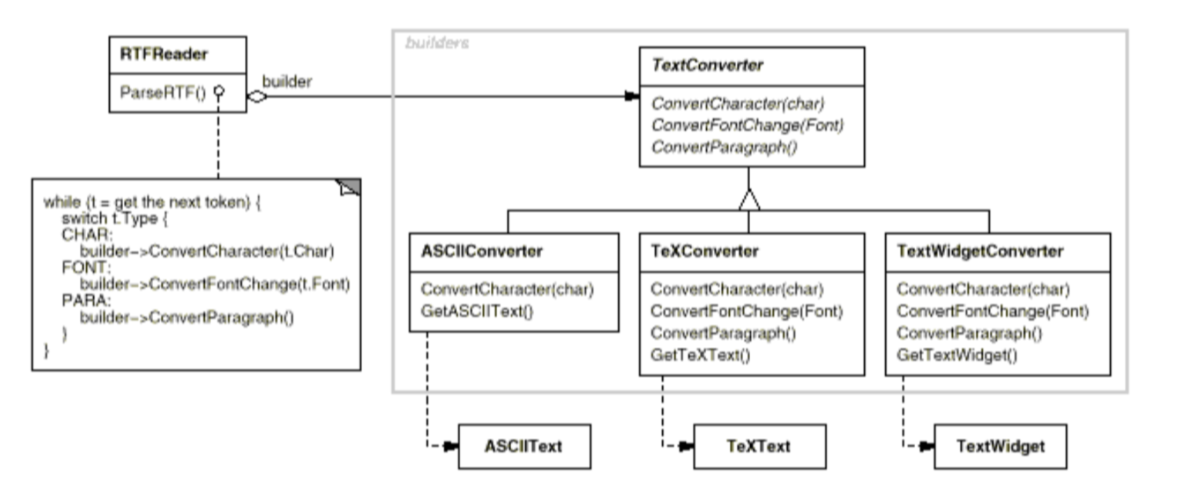 builders
RTFReader
ParseRTF()
builder
TextConverter
ConvertCharacter(char)
ConvertFontChange(Font)
ConvertParagraph()
while (t = get the next token) {
switch t.Type {
CHAR:
builder->ConvertCharacter(t.Char)
FONT:
builder->ConvertFontChange(t.Font)
PARA:
builder->ConvertParagraph()
}
}
ASCIIConverter
ConvertCharacter(char)
GetASCIIText()
TeXConverter
ConvertCharacter(char)
ConvertFontChange(Font)
ConvertParagraph()
GetTeXText()
TextWidgetConverter
ConvertCharacter(char)
ConvertFontChange(Font)
ConvertParagraph()
GetTextWidget()
ASCIIText
TeXText
TextWidget